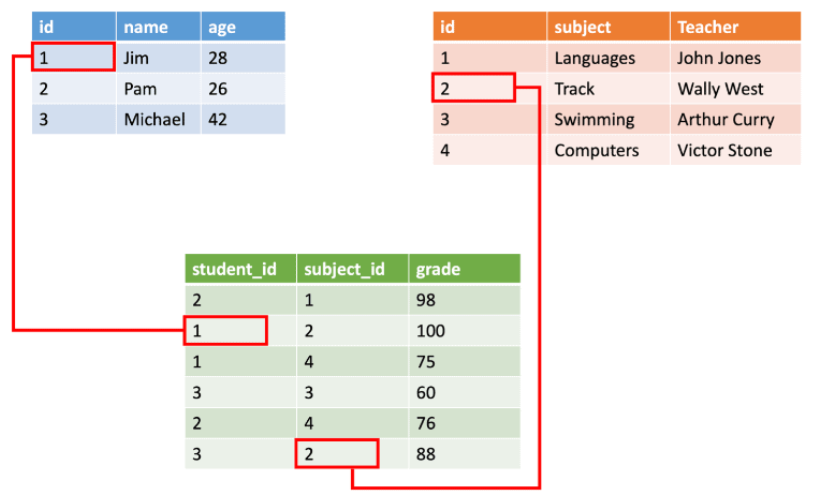 id name age
1 Jim 28
2 Pam 26
3 Michael 42
id subject Teacher
1 Languages John Jones
2 Track Wally West
3 Swimming Arthur Curry
4 Computers Victor Stone
student_id subject_id grade
2 1 98
1 2 100
1 4 75
3 3 60
2 4 76
3 2 88